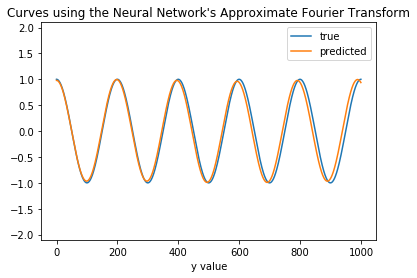 Curves using the Neural Network's Approximate Fourier Transform
true
predicted
2.0
1.5
1.0
0.5
0.0
−0.5
−1.0
−1.5
−2.0
0 200 400 600 800 1000
y value